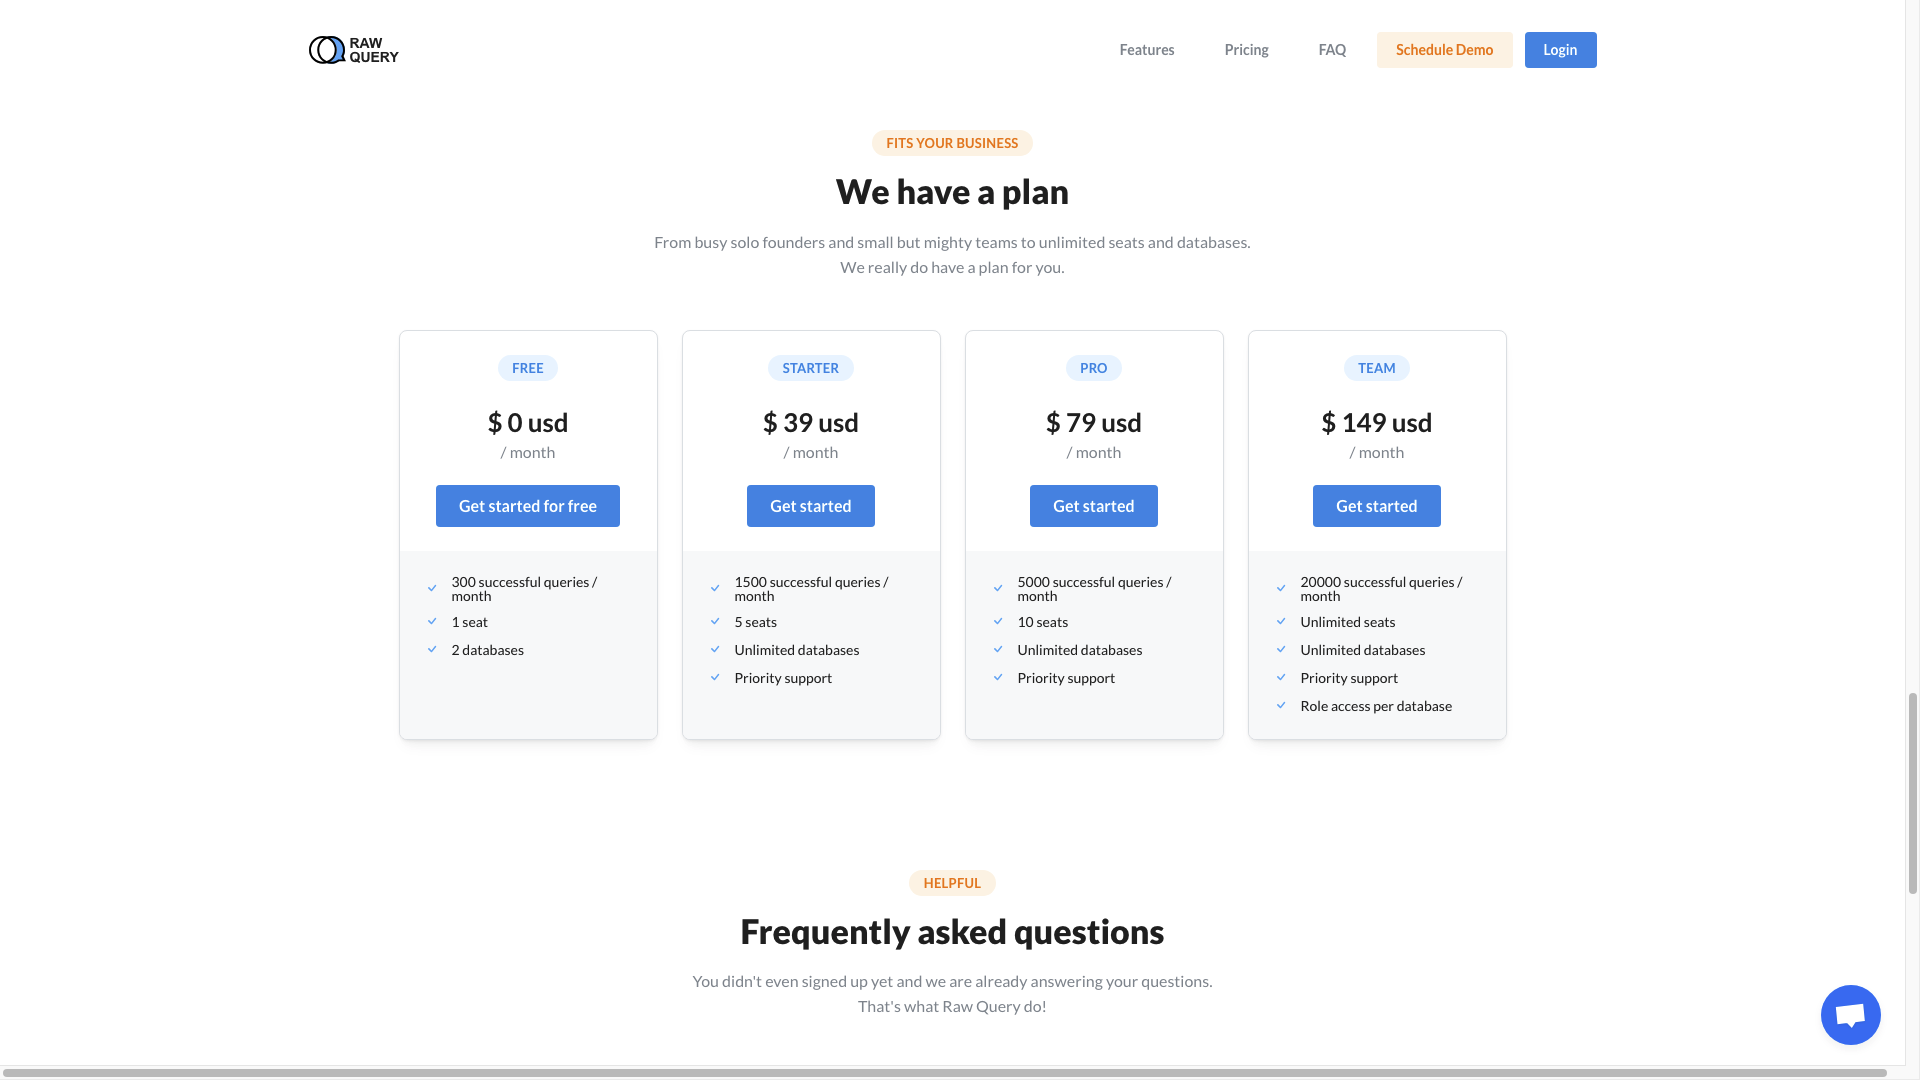 RAW
QUERY
Features
Pricing
FAQ
Schedule Demo
Login
FITS YOUR BUSINESS
We have a plan
From busy solo founders and small but mighty teams to unlimited seats and databases.
We really do have a plan for you.
FREE
$ 0 usd
/ month
Get started for free
300 successful queries /
month
1 seat
2 databases
STARTER
$ 39 usd
/ month
Get started
1500 successful queries /
month
5 seats
Unlimited databases
Priority support
PRO
$ 79 usd
/ month
Get started
5000 successful queries /
month
10 seats
Unlimited databases
Priority support
TEAM
$ 149 usd
/ month
Get started
20000 successful queries /
month
Unlimited seats
Unlimited databases
Priority support
Role access per database
HELPFUL
Frequently asked questions
You didn't even signed up yet and we are already answering your questions.
That's what Raw Query do!